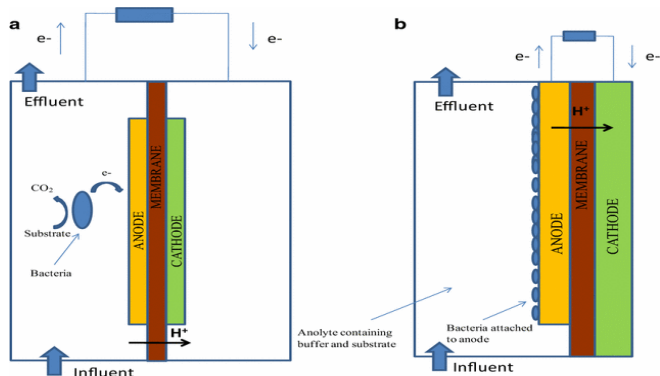 a
e-
e-
Effluent
CO2
e-
Substrate
Bacteria
ANODE
MEMBRANE
CATHODE
H+
Influent
b
e-
e-
Effluent
H+
ANODE
MEMBRANE
CATHODE
Anolyte containing
buffer and substrate
Bacteria attached
to anode
Influent